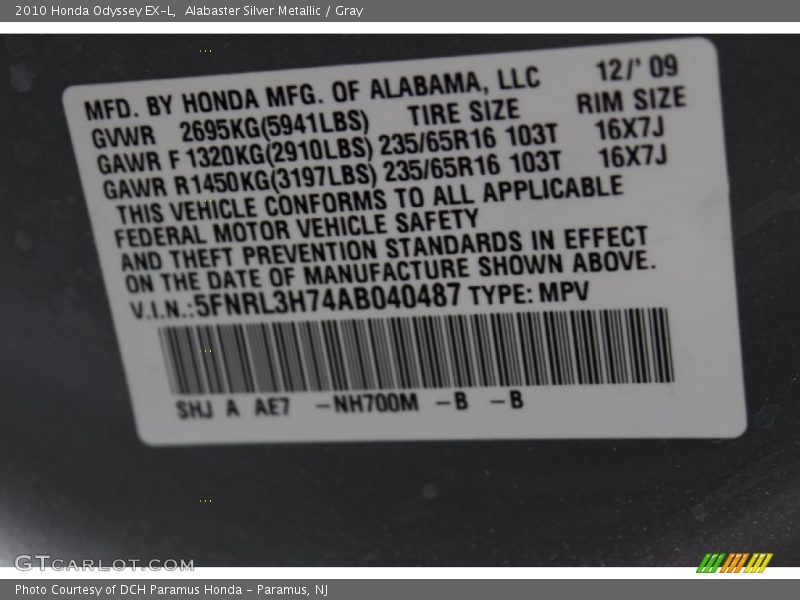 2010 Honda Odyssey EX-L,  Alabaster Silver Metallic / Gray
MFD. BY HONDA MFG. OF ALABAMA, LLC 12/' 09
GVWR 2695KG(5941LBS) TIRE SIZE RIM SIZE
GAWR F 1320KG(2910LBS) 235/65R16 103T 16X7J
GAWR R1450KG(3197LBS) 235/65R16 103T 16X7J
THIS VEHICLE CONFORMS TO ALL APPLICABLE
FEDERAL MOTOR VEHICLE SAFETY
AND THEFT PREVENTION STANDARDS IN EFFECT
ON THE DATE OF MANUFACTURE SHOWN ABOVE.
V.I.N.:5FNRL3H74AB040487 TYPE: MPV
SHJ A AE7 -NH700M -B -B
GTCARLOT.COM
Photo Courtesy of DCH Paramus Honda - Paramus, NJ